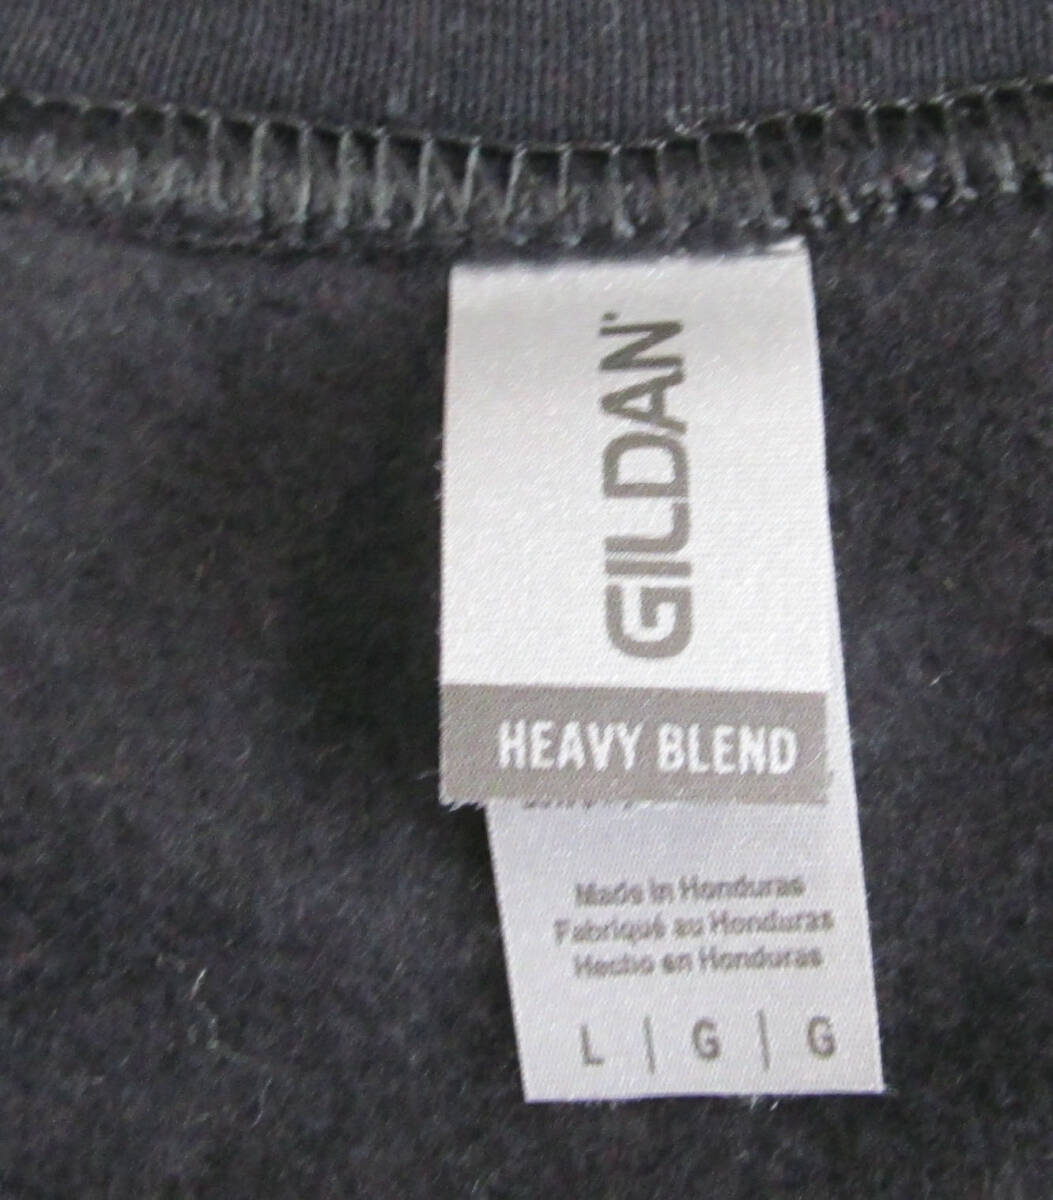 GILDAN
HEAVY BLEND
Made in Honduras
Fabriqué au Honduras
Hecho en Honduras
L | G | G